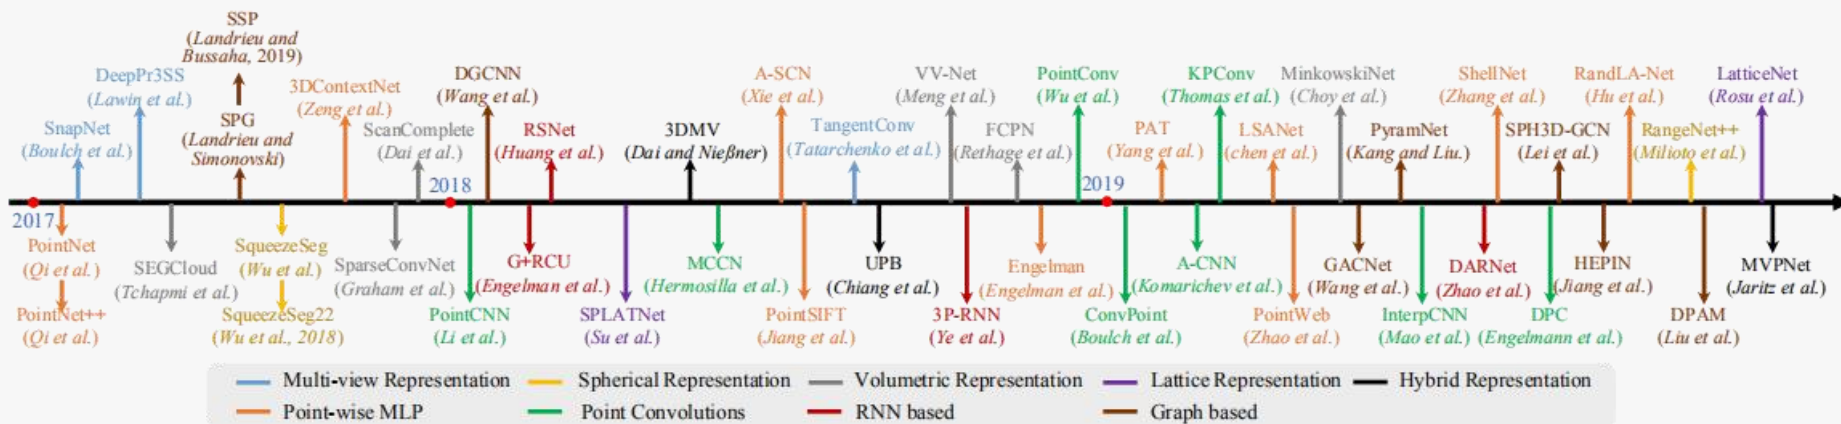 SSP
(Landrieu and
Bussaha, 2019)
DeepPr3SS
(Lawin et al.)
3DContextNet
(Zeng et al.)
DGCNN
(Wang et al.)
A-SCN
(Xie et al.)
VV-Net
(Meng et al.)
PointConv
(Wu et al.)
KPConv
(Thomas et al.)
MinkowskiNet
(Choy et al.)
ShellNet
(Zhang et al.)
RandLA-Net
(Hu et al.)
LatticeNet
(Rosu et al.)
SnapNet
(Boulch et al.)
SPG
(Landrieu and
Simonovski)
ScanComplete
(Dai et al.)
RSNet
(Huang et al.)
3DMV
(Dai and Nießner)
TangentConv
(Tatarchenko et al.)
FCPN
(Rethage et al.)
PAT
(Yang et al.)
LSANet
(chen et al.)
PyramNet
(Kang and Liu.)
SPH3D-GCN
(Lei et al.)
RangeNet++
(Milioto et al.)
2017
2018
2019
PointNet
(Qi et al.)
PointNet++
(Qi et al.)
SEGCloud
(Tchapmi et al.)
SqueezeSeg
(Wu et al.)
SqueezeSeg22
(Wu et al., 2018)
SparseConvNet
(Graham et al.)
PointCNN
(Li et al.)
G+RCU
(Engelman et al.)
SPLATNet
(Su et al.)
MCCN
(Hermosilla et al.)
PointSIFT
(Jiang et al.)
UPB
(Chiang et al.)
3P-RNN
(Ye et al.)
Engelman
(Engelman et al.)
ConvPoint
(Boulch et al.)
A-CNN
(Komarichev et al.)
PointWeb
(Zhao et al.)
GACNet
(Wang et al.)
InterpCNN
(Mao et al.)
DARNet
(Zhao et al.)
DPC
(Engelmann et al.)
HEPIN
(Jiang et al.)
DPAM
(Liu et al.)
MVPNet
(Jaritz et al.)
Multi-view Representation
Spherical Representation
Volumetric Representation
Lattice Representation
Hybrid Representation
Point-wise MLP
Point Convolutions
RNN based
Graph based